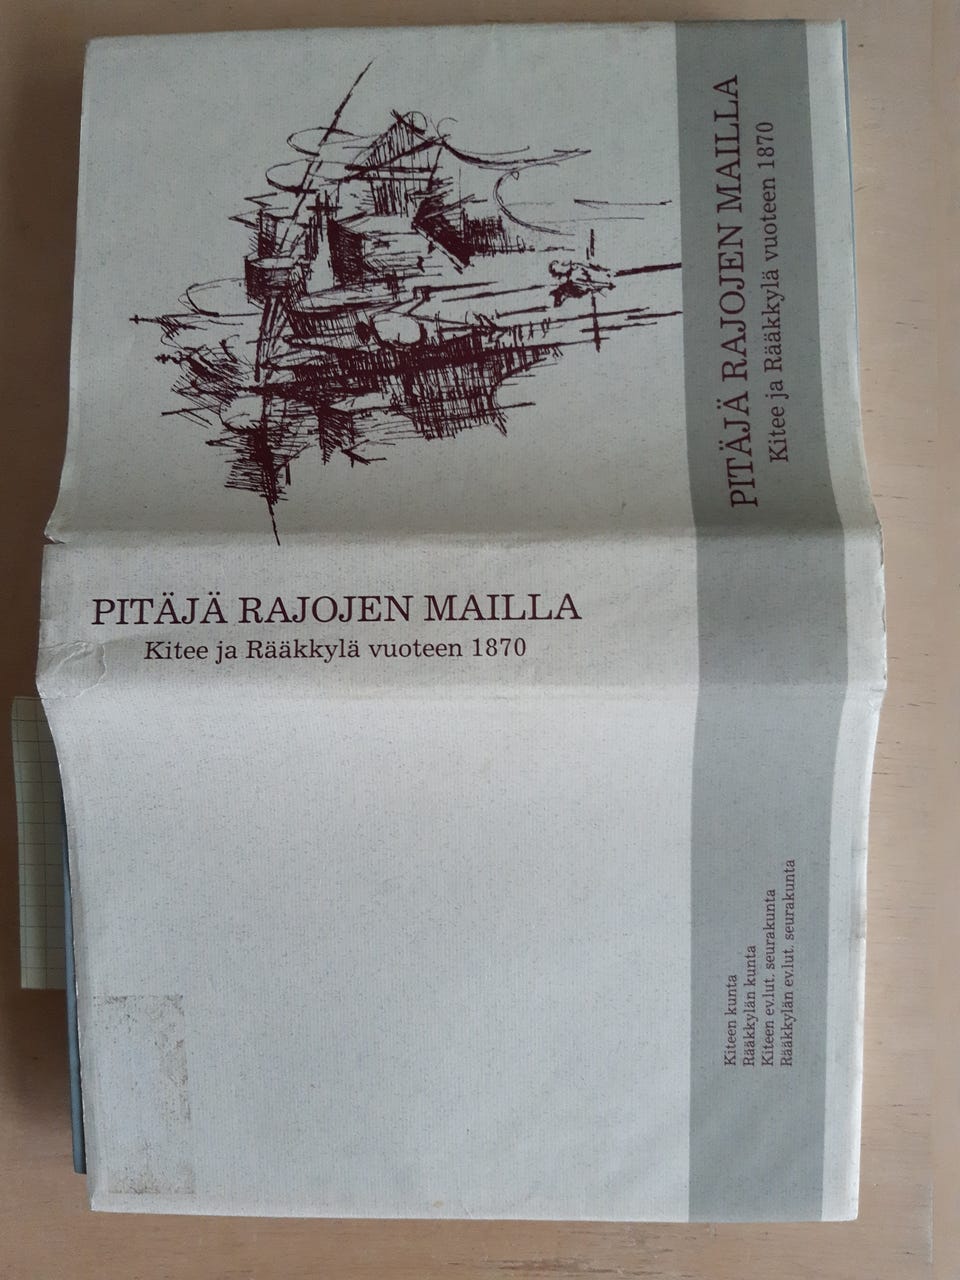 PITÄJÄ RAJOJEN MAILLA
Kitee ja Rääkkylä vuoteen 1870
PITÄJÄ RAJOJEN MAILLA
Kitee ja Rääkkylä vuoteen 1870
Kiteen kunta
Rääkkylän kunta
Kiteen ev.lut. seurakunta
Rääkkylän ev.lut. seurakunta